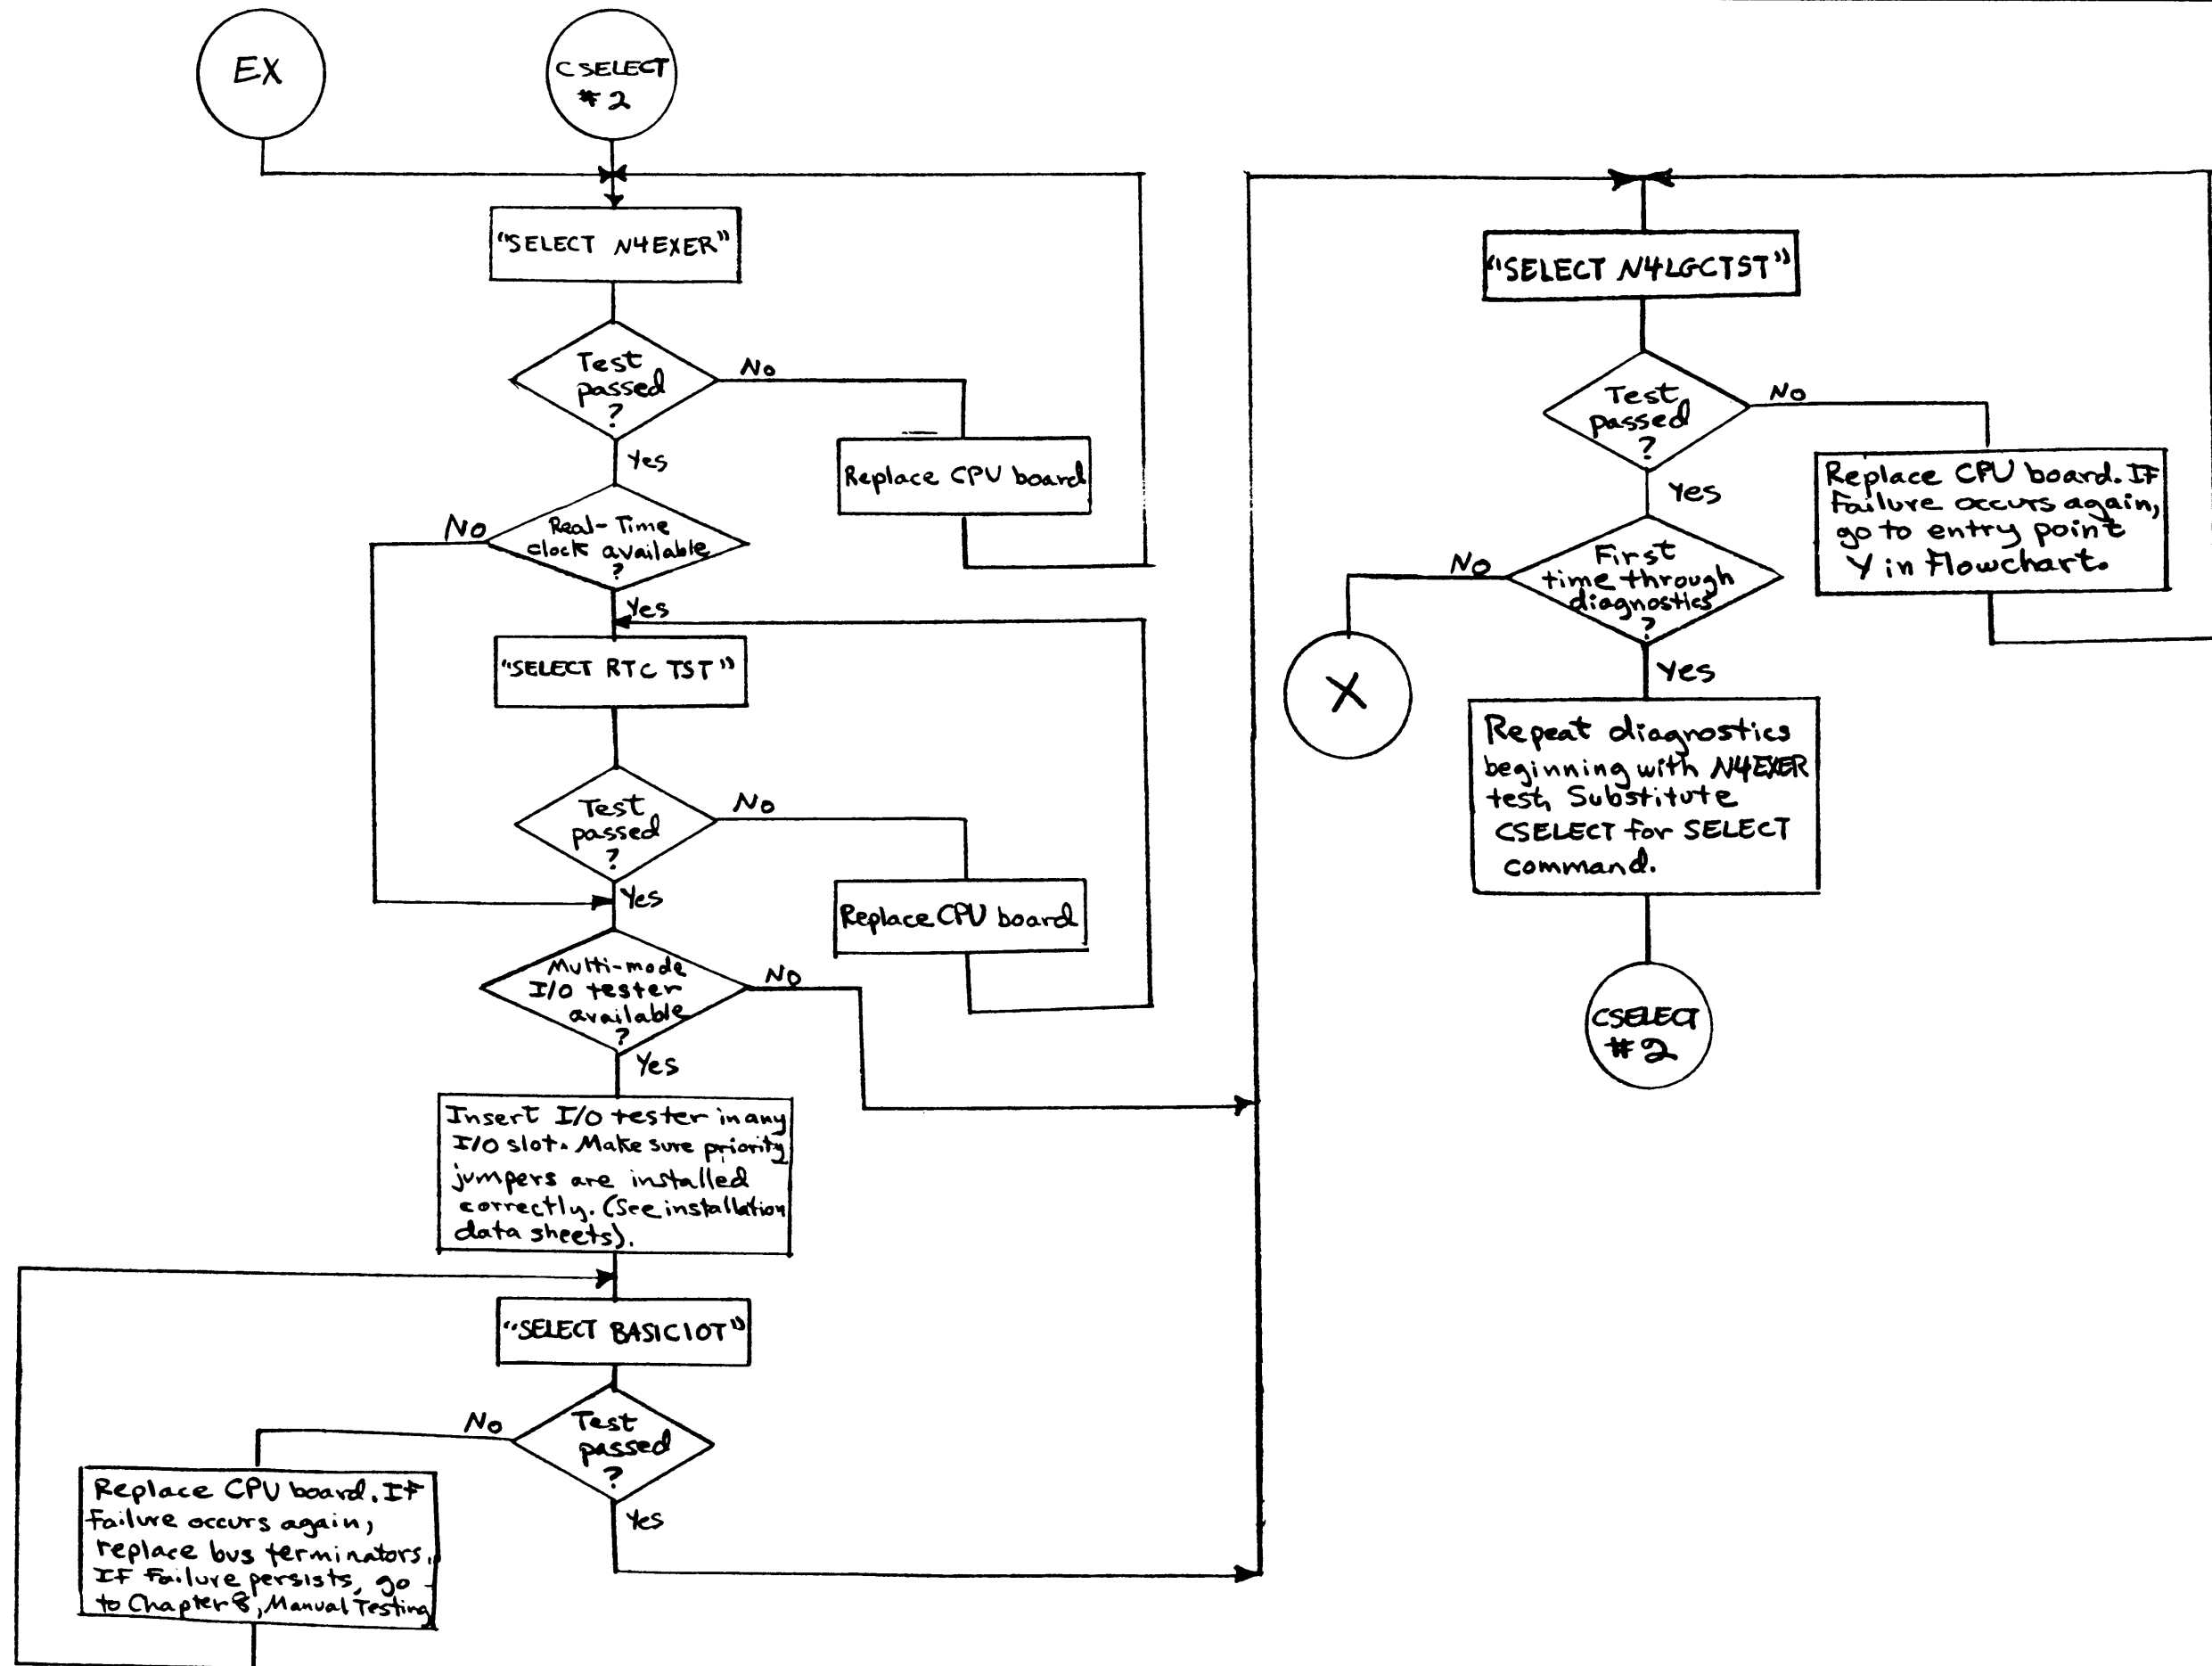 EX
CSELECT
#2
"SELECT N4EXER"
Test
passed
?
No
Replace CPU board
Yes
Real-Time
clock available
?
No
Yes
"SELECT RTC TST"
Test
passed
?
No
Replace CPU board
Yes
Multi-mode
I/O tester
available
?
No
Yes
Insert I/O tester in any
I/O slot. Make sure priority
jumpers are installed
correctly. (See installation
data sheets).
"SELECT BASICIOT"
Test
passed
?
No
Replace CPU board. If
failure occurs again,
replace bus terminators.
If failure persists, go
to Chapter 8, Manual Testing
Yes
"SELECT N4LGCTST"
Test
passed
?
No
Replace CPU board. If
Failure occurs again,
go to entry point
Y in flowchart.
Yes
First
time through
diagnostics
?
No
X
Yes
Repeat diagnostics
beginning with N4EXER
test, Substitute
CSELECT for SELECT
command.
CSELECT
#2